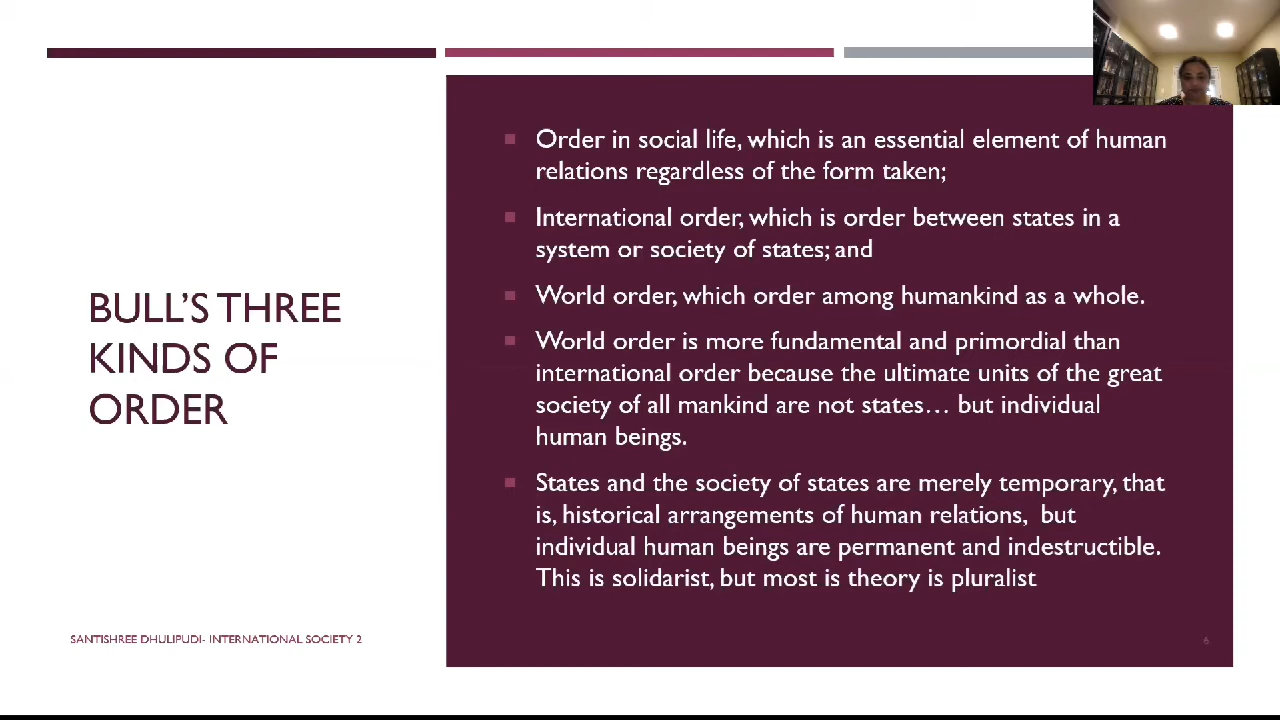 BULL'S THREE
KINDS OF
ORDER
Order in social life, which is an essential element of human
relations regardless of the form taken;
International order, which is order between states in a
system or society of states; and
World order, which order among humankind as a whole.
World order is more fundamental and primordial than
international order because the ultimate units of the great
society of all mankind are not states… but individual
human beings.
States and the society of states are merely temporary, that
is, historical arrangements of human relations, but
individual human beings are permanent and indestructible.
This is solidarist, but most is theory is pluralist
SANTISHREE DHULIPUDI- INTERNATIONAL SOCIETY 2
6